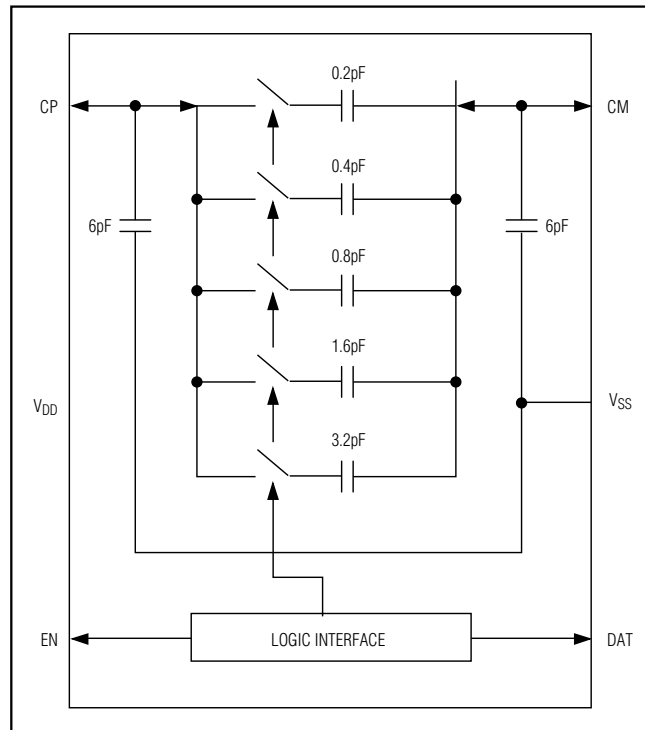 0.2pF
CP
CM
0.4pF
6pF
6pF
0.8pF
1.6pF
VDD
VSS
3.2pF
EN
LOGIC INTERFACE
DAT